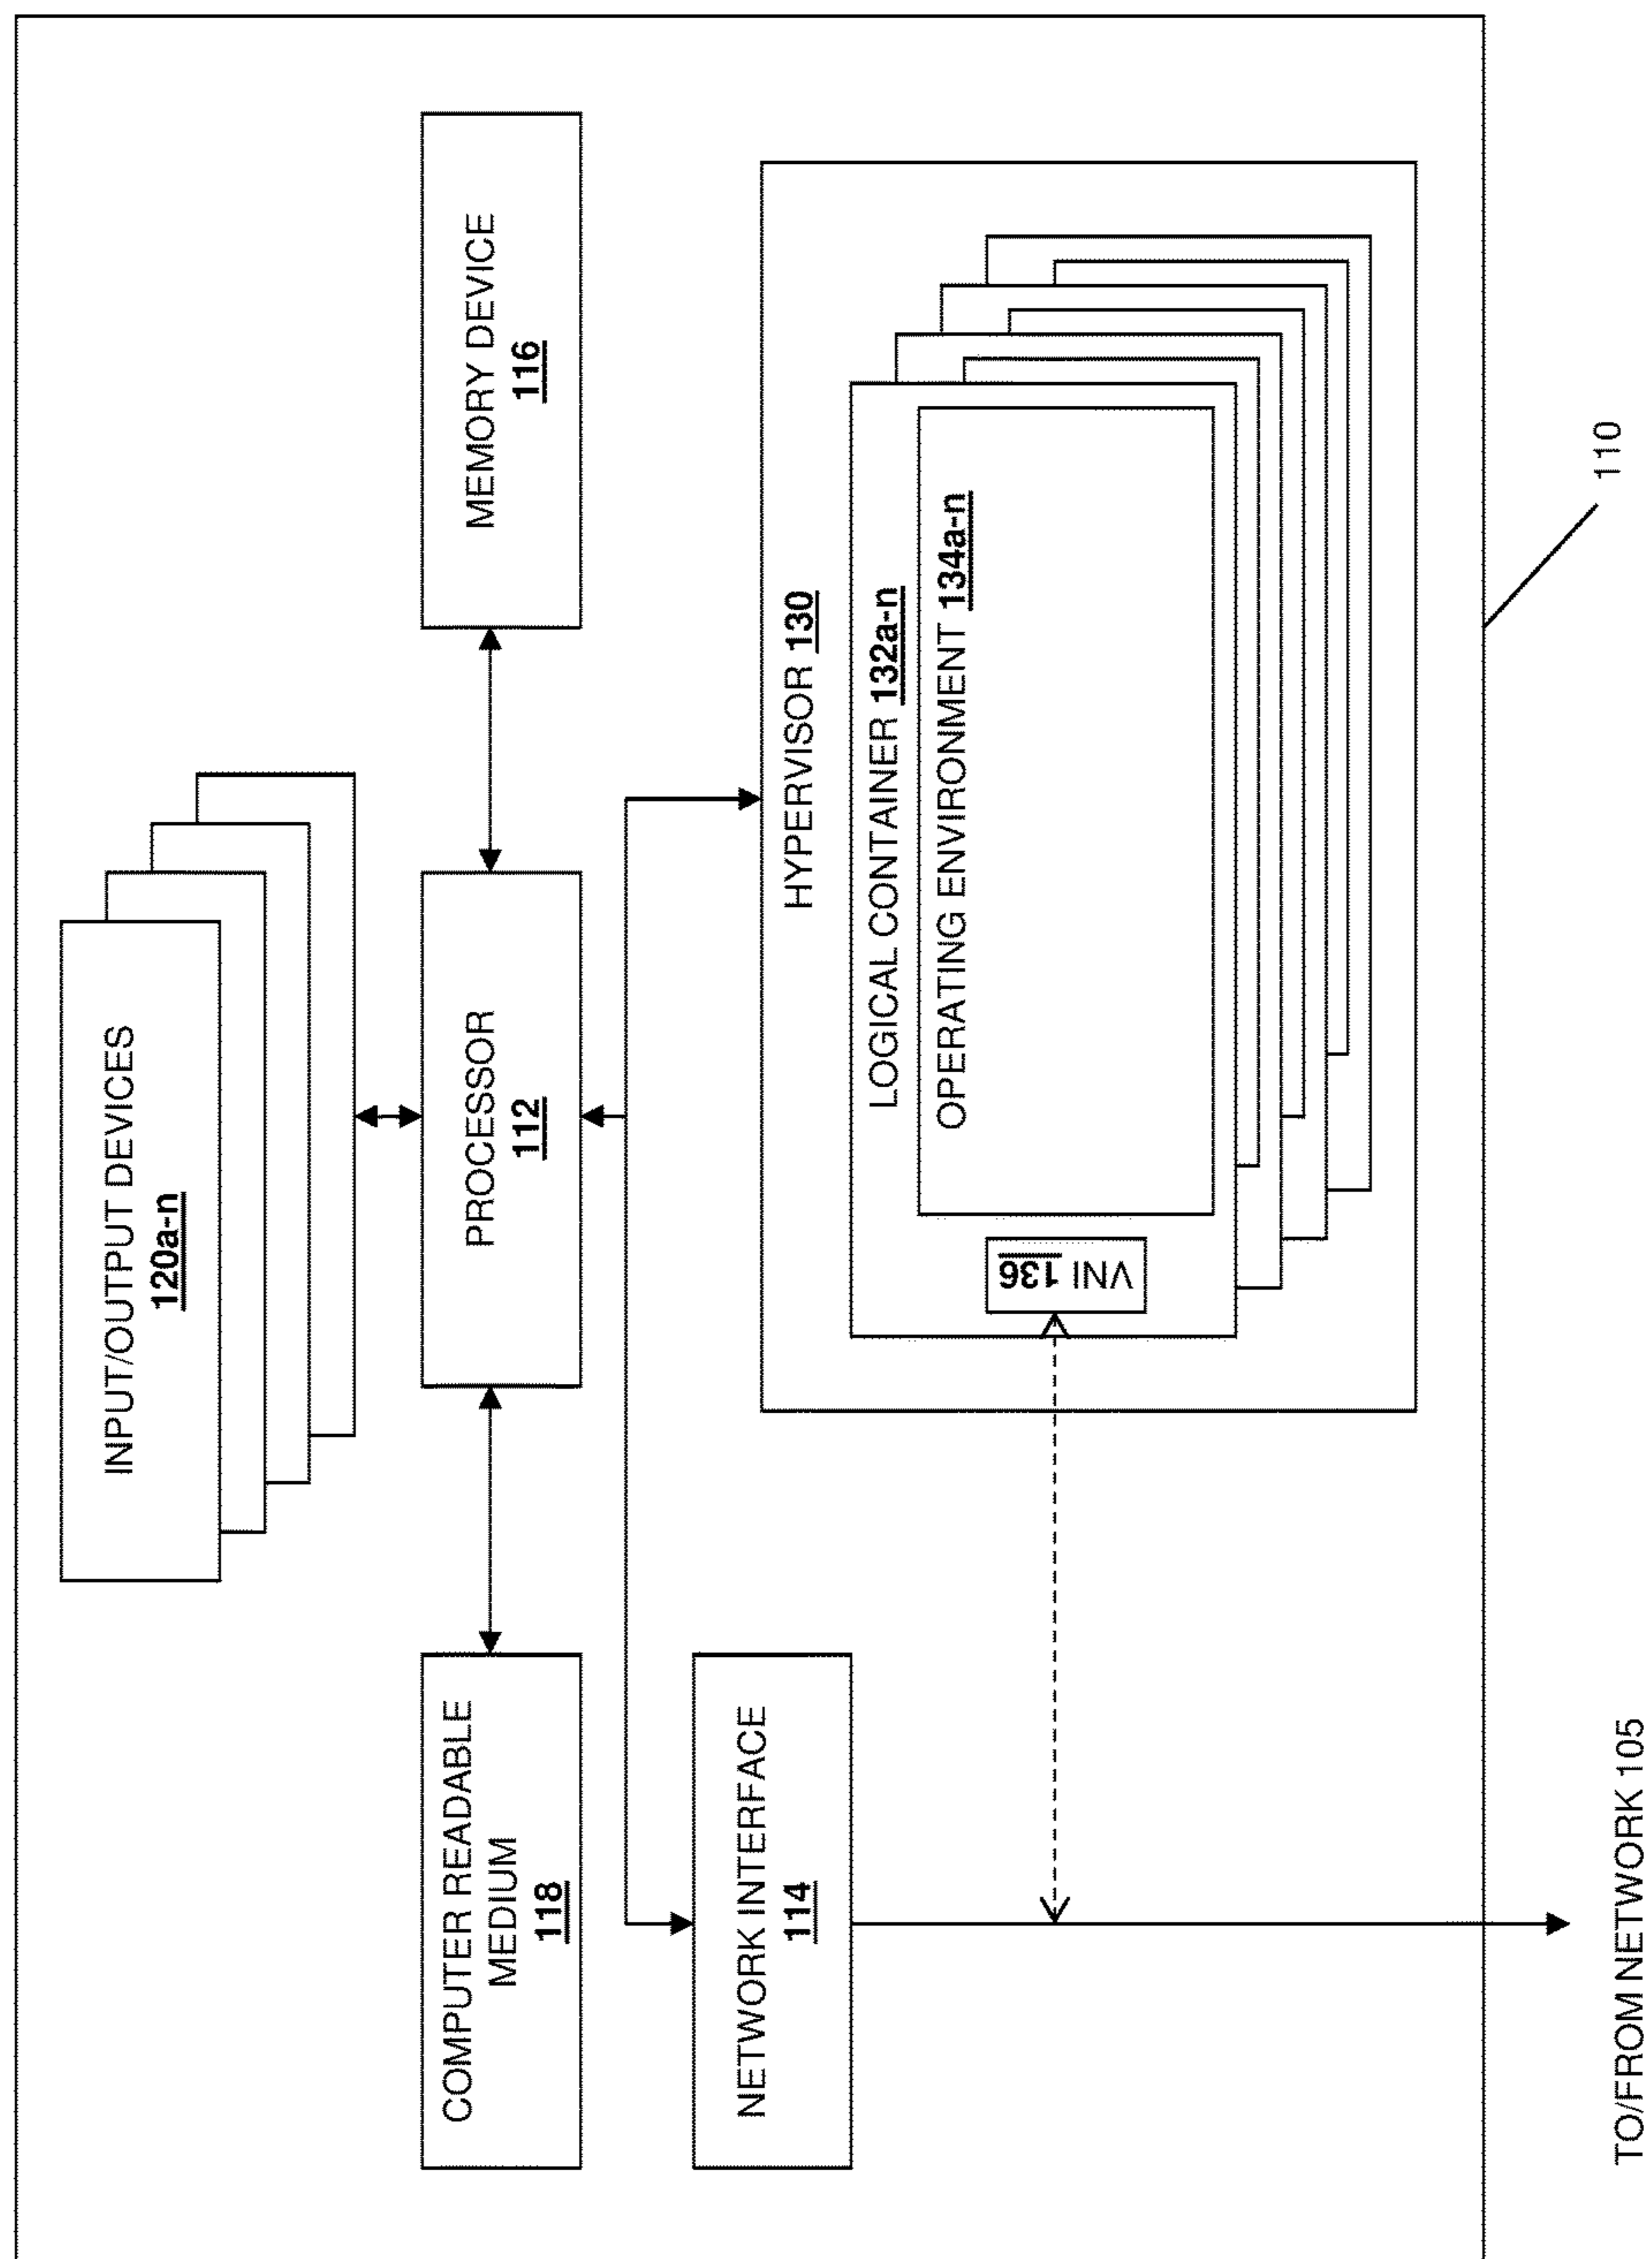 INPUT/OUTPUT DEVICES
120a-n
COMPUTER READABLE
MEDIUM
118
PROCESSOR
112
MEMORY DEVICE
116
NETWORK INTERFACE
114
HYPERVISOR 130
LOGICAL CONTAINER 132a-n
OPERATING ENVIRONMENT 134a-n
VNI 136
110
TO/FROM NETWORK 105